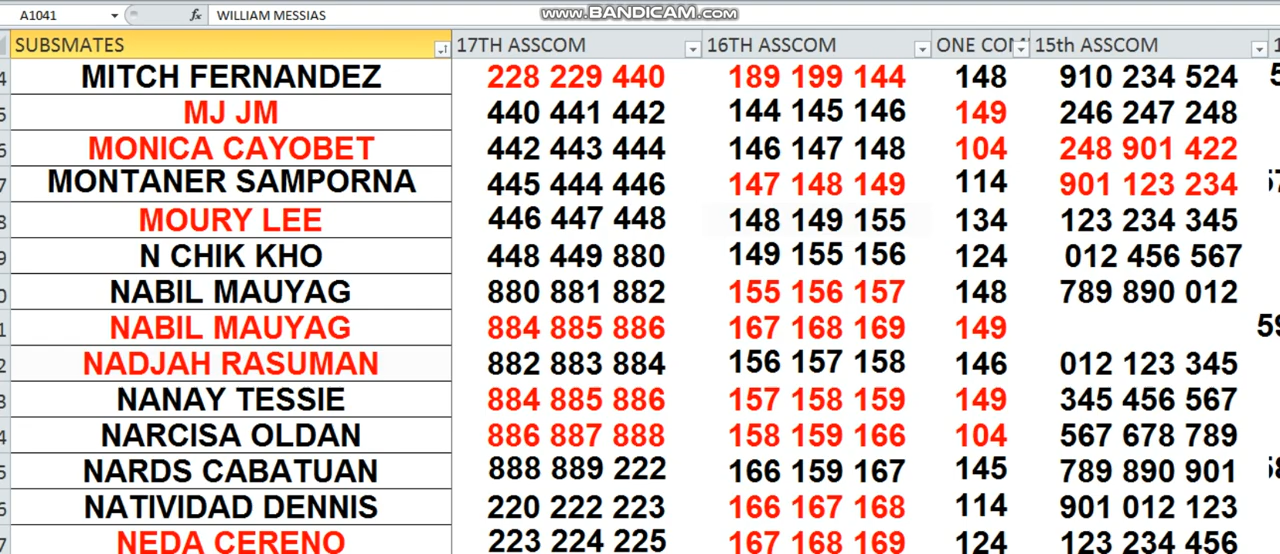 A1041 fx WILLIAM MESSIAS www.BANDICAM.com
SUBSMATES 17TH ASSCOM 16TH ASSCOM ONE COM 15th ASSCOM
MITCH FERNANDEZ 228 229 440 189 199 144 148 910 234 524
MJ JM 440 441 442 144 145 146 149 246 247 248
MONICA CAYOBET 442 443 444 146 147 148 104 248 901 422
MONTANER SAMPORNA 445 444 446 147 148 149 114 901 123 234
MOURY LEE 446 447 448 148 149 155 134 123 234 345
N CHIK KHO 448 449 880 149 155 156 124 012 456 567
NABIL MAUYAG 880 881 882 155 156 157 148 789 890 012
NABIL MAUYAG 884 885 886 167 168 169 149
NADJAH RASUMAN 882 883 884 156 157 158 146 012 123 345
NANAY TESSIE 884 885 886 157 158 159 149 345 456 567
NARCISA OLDAN 886 887 888 158 159 166 104 567 678 789
NARDS CABATUAN 888 889 222 166 159 167 145 789 890 901
NATIVIDAD DENNIS 220 222 223 166 167 168 114 901 012 123
NEDA CERENO 223 224 225 167 168 169 124 123 234 456